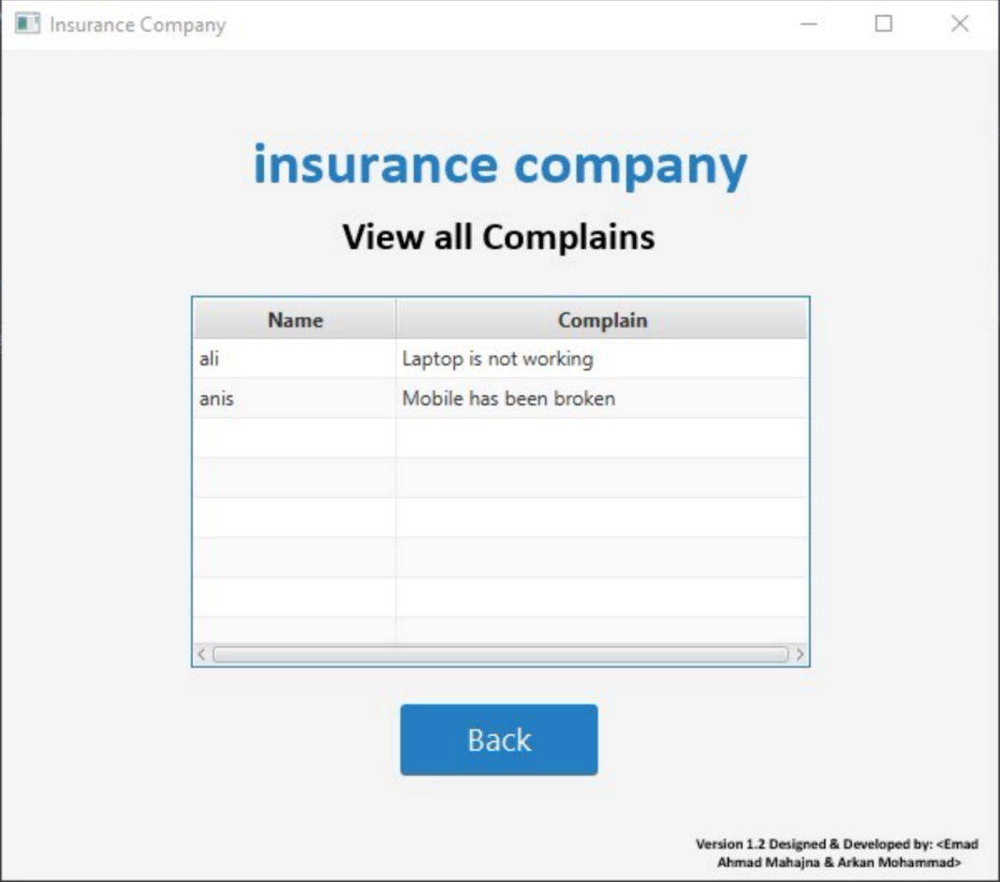 Insurance Company
insurance company
View all Complains
Name Complain
ali Laptop is not working
anis Mobile has been broken
Back
Version 1.2 Designed & Developed by: <Emad
Ahmad Mahajna & Arkan Mohammad>